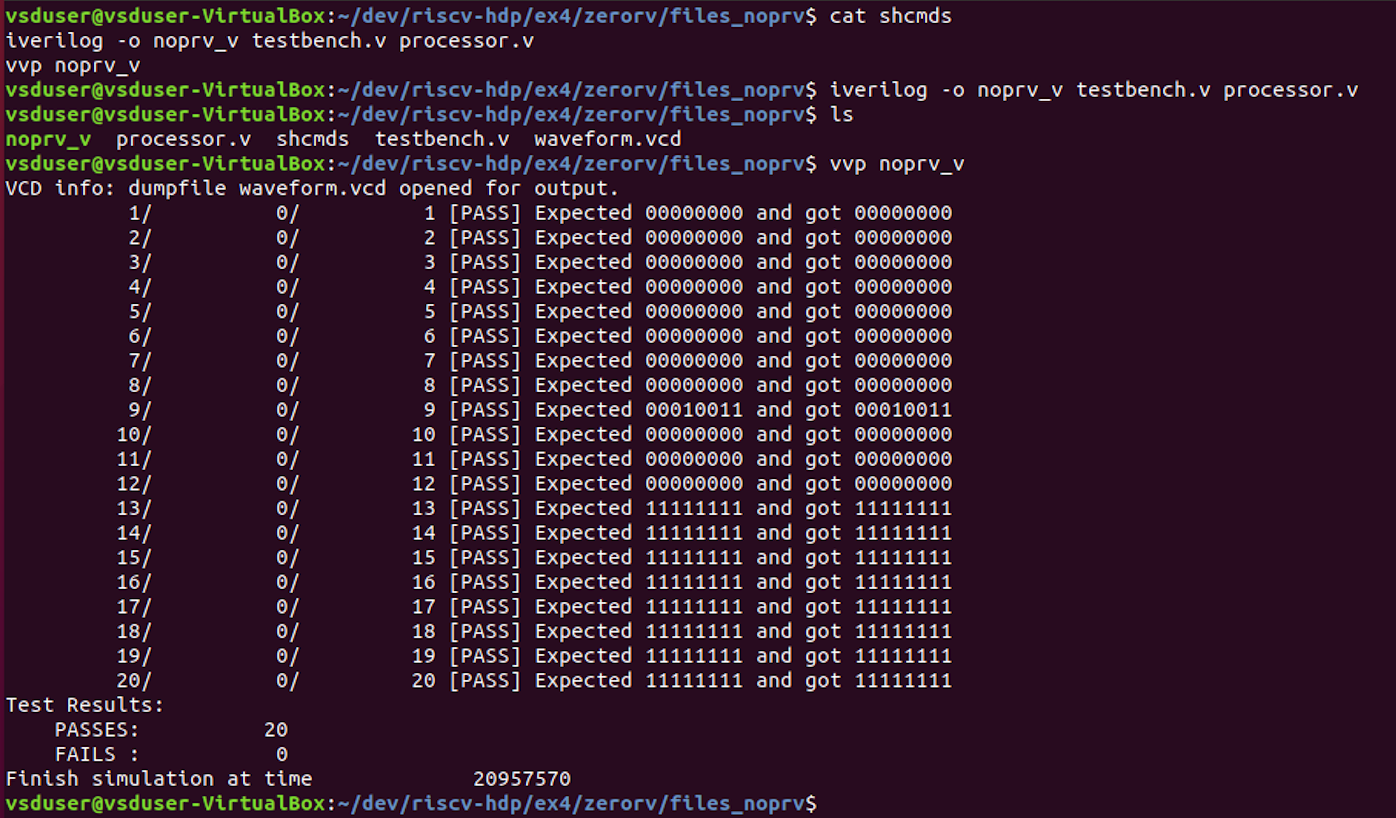 vsduser@vsduser-VirtualBox:~/dev/riscv-hdp/ex4/zerorv/files_noprv$ cat shcmds
iverilog -o noprv_v testbench.v processor.v
vvp noprv_v
vsduser@vsduser-VirtualBox:~/dev/riscv-hdp/ex4/zerorv/files_noprv$ iverilog -o noprv_v testbench.v processor.v
vsduser@vsduser-VirtualBox:~/dev/riscv-hdp/ex4/zerorv/files_noprv$ ls
noprv_v  processor.v  shcmds  testbench.v  waveform.vcd
vsduser@vsduser-VirtualBox:~/dev/riscv-hdp/ex4/zerorv/files_noprv$ vvp noprv_v
VCD info: dumpfile waveform.vcd opened for output.
          1/          0/          1 [PASS] Expected 00000000 and got 00000000
          2/          0/          2 [PASS] Expected 00000000 and got 00000000
          3/          0/          3 [PASS] Expected 00000000 and got 00000000
          4/          0/          4 [PASS] Expected 00000000 and got 00000000
          5/          0/          5 [PASS] Expected 00000000 and got 00000000
          6/          0/          6 [PASS] Expected 00000000 and got 00000000
          7/          0/          7 [PASS] Expected 00000000 and got 00000000
          8/          0/          8 [PASS] Expected 00000000 and got 00000000
          9/          0/          9 [PASS] Expected 00010011 and got 00010011
         10/          0/         10 [PASS] Expected 00000000 and got 00000000
         11/          0/         11 [PASS] Expected 00000000 and got 00000000
         12/          0/         12 [PASS] Expected 00000000 and got 00000000
         13/          0/         13 [PASS] Expected 11111111 and got 11111111
         14/          0/         14 [PASS] Expected 11111111 and got 11111111
         15/          0/         15 [PASS] Expected 11111111 and got 11111111
         16/          0/         16 [PASS] Expected 11111111 and got 11111111
         17/          0/         17 [PASS] Expected 11111111 and got 11111111
         18/          0/         18 [PASS] Expected 11111111 and got 11111111
         19/          0/         19 [PASS] Expected 11111111 and got 11111111
         20/          0/         20 [PASS] Expected 11111111 and got 11111111
Test Results:
    PASSES:          20
    FAILS :           0
Finish simulation at time             20957570
vsduser@vsduser-VirtualBox:~/dev/riscv-hdp/ex4/zerorv/files_noprv$